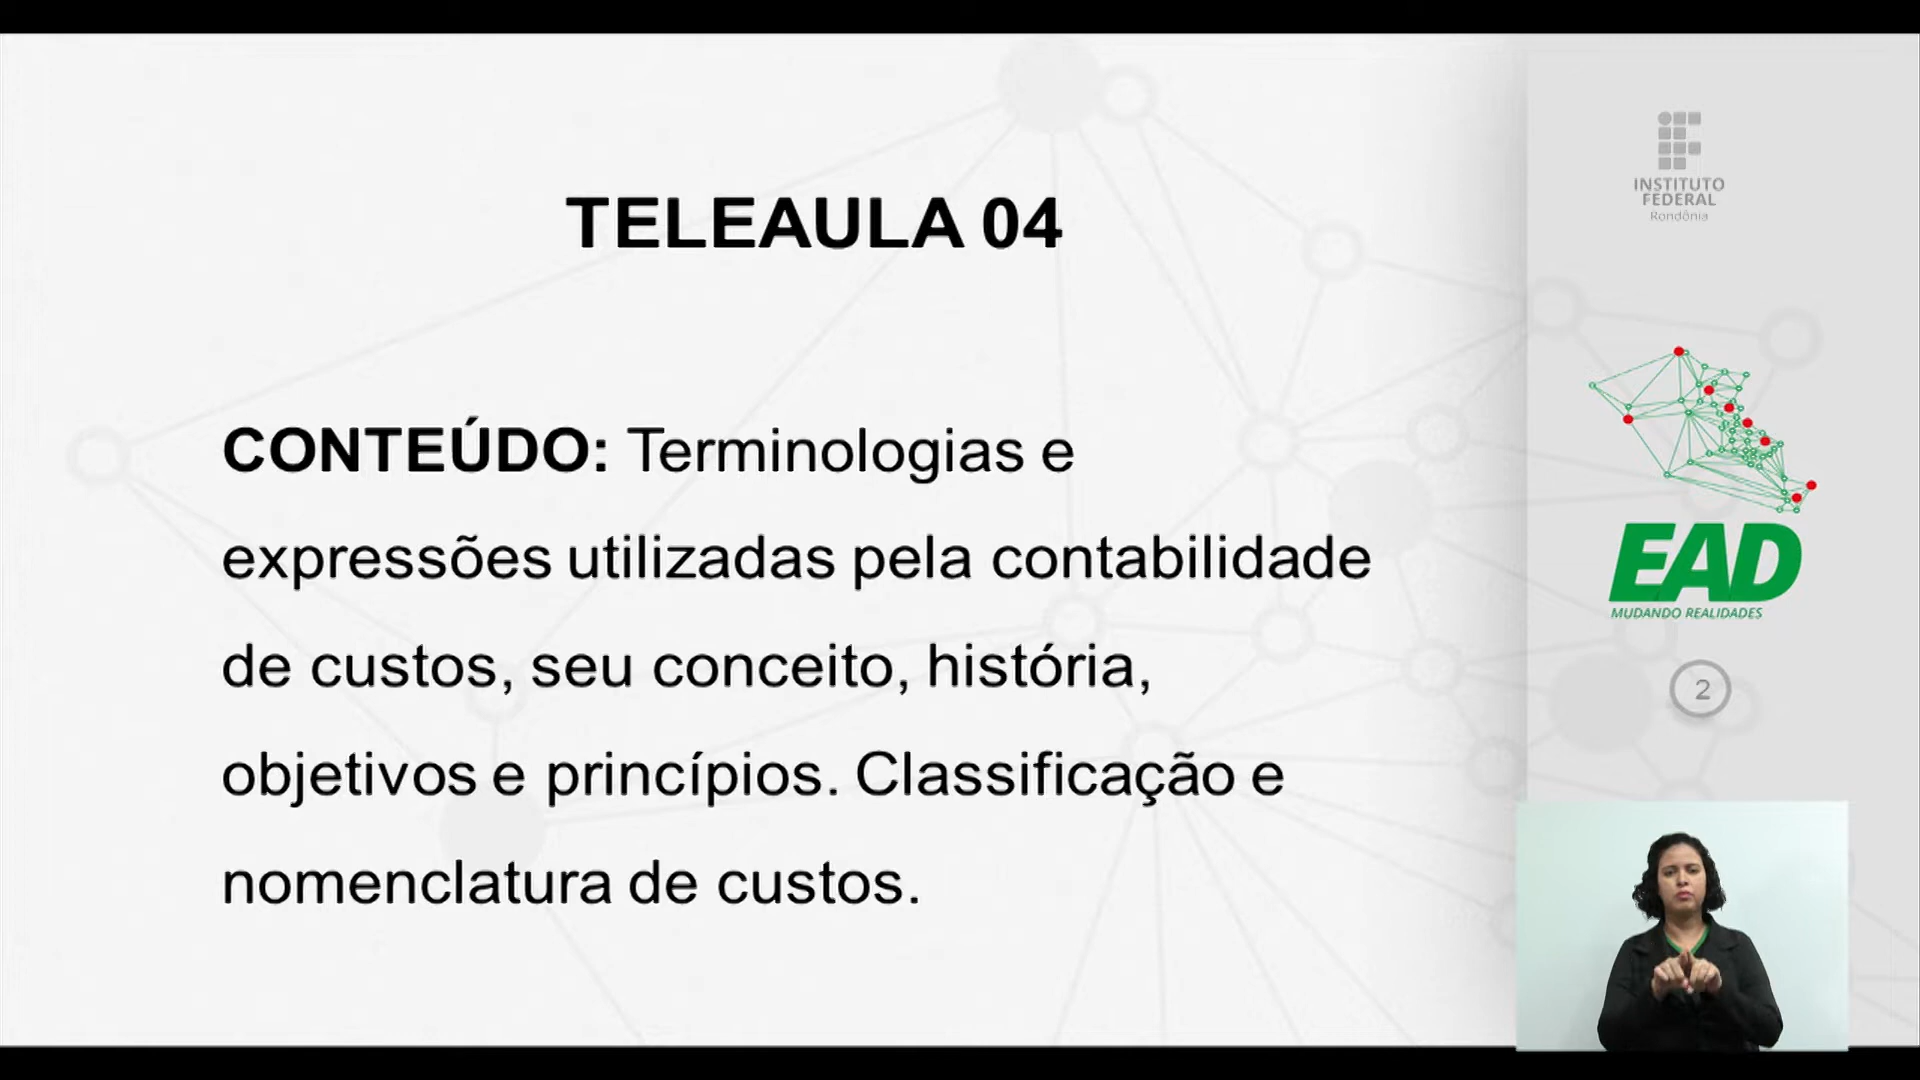 TELEAULA 04
CONTEÚDO: Terminologias e
expressões utilizadas pela contabilidade
de custos, seu conceito, história,
objetivos e princípios. Classificação e
nomenclatura de custos.
INSTITUTO
FEDERAL
Rondônia
EAD
MUDANDO REALIDADES
2